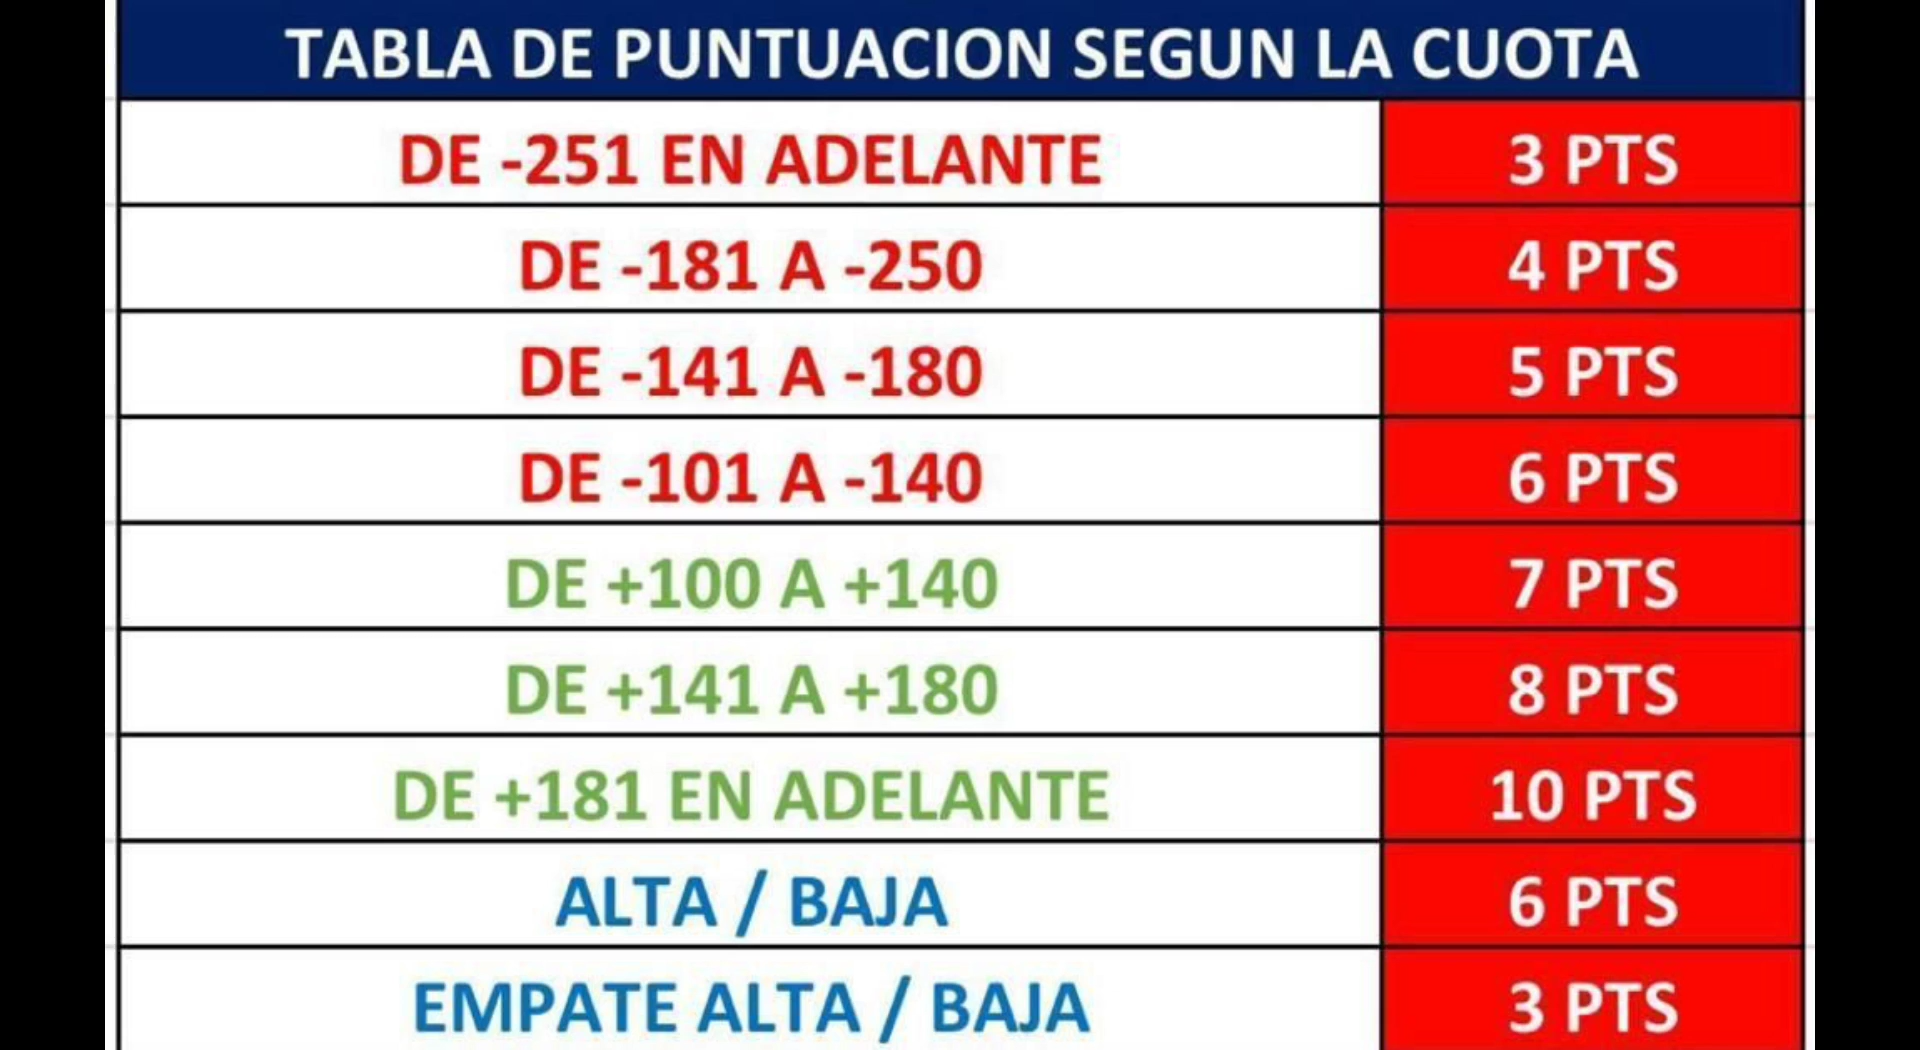 TABLA DE PUNTUACION SEGUN LA CUOTA
DE -251 EN ADELANTE 3 PTS
DE -181 A -250 4 PTS
DE -141 A -180 5 PTS
DE -101 A -140 6 PTS
DE +100 A +140 7 PTS
DE +141 A +180 8 PTS
DE +181 EN ADELANTE 10 PTS
ALTA / BAJA 6 PTS
EMPATE ALTA / BAJA 3 PTS